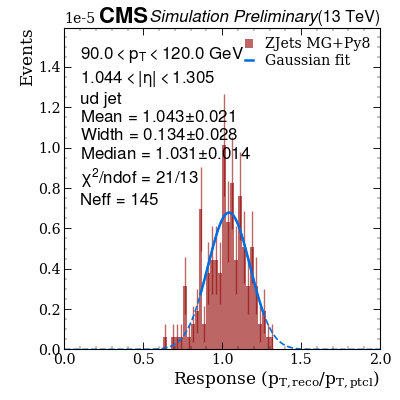 1e-5 CMS Simulation Preliminary (13 TeV)
Events
90.0 < p_T < 120.0 GeV
1.044 < |η| < 1.305
ud jet
Mean = 1.043±0.021
Width = 0.134±0.028
Median = 1.031±0.014
χ²/ndof = 21/13
Neff = 145
ZJets MG+Py8
Gaussian fit
1.4
1.2
1.0
0.8
0.6
0.4
0.2
0.0
0.0 0.5 1.0 1.5 2.0
Response (p_T,reco/p_T,ptcl)